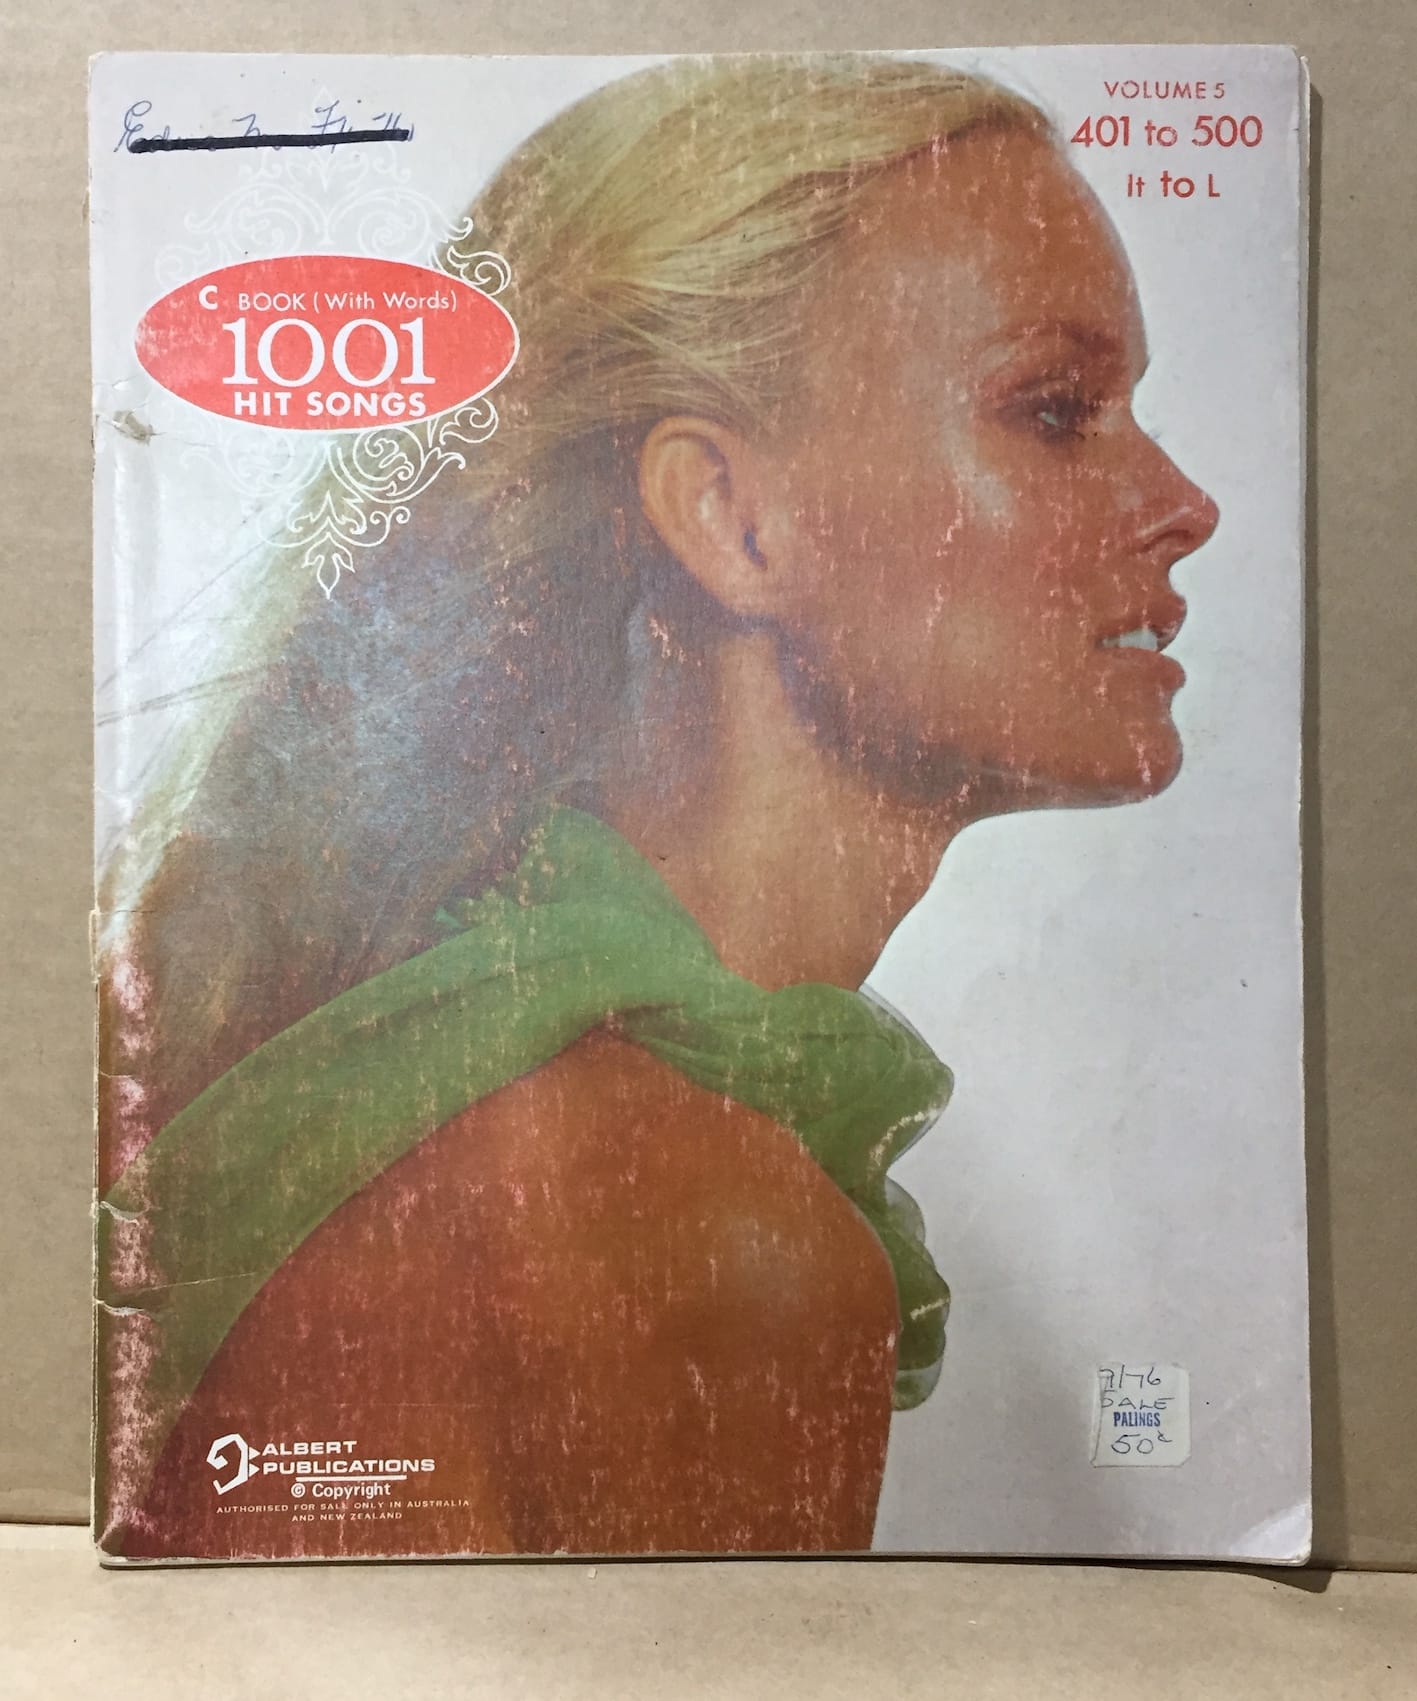 VOLUME 5
401 to 500
It to L
C BOOK (With Words)
1001
HIT SONGS
7/76
SALE
PALINGS
50¢
ALBERT
PUBLICATIONS
© Copyright
AUTHORISED FOR SALE ONLY IN AUSTRALIA
AND NEW ZEALAND